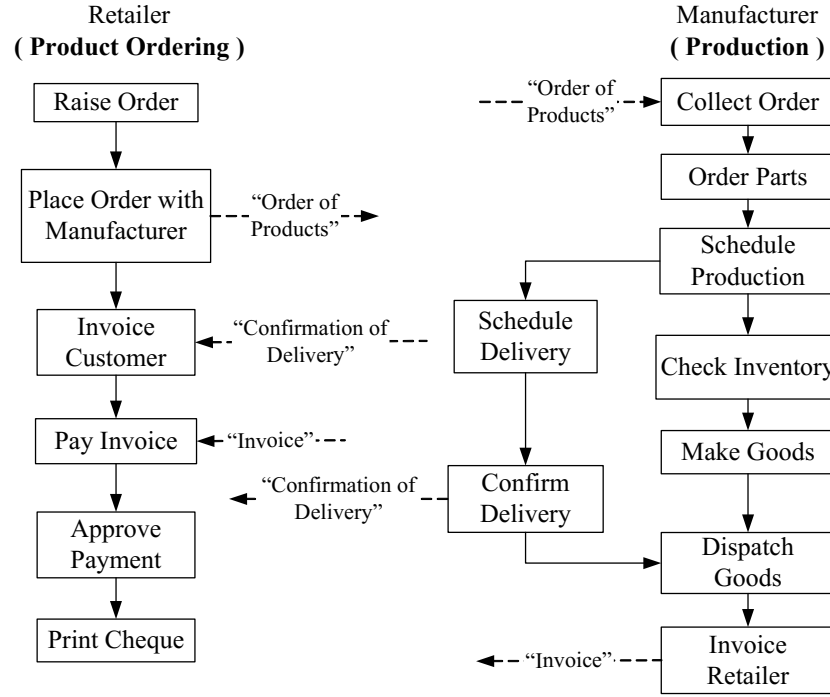 Retailer
( Product Ordering )
Raise Order
Place Order with
Manufacturer
“Order of
Products”
Invoice
Customer
“Confirmation of
Delivery”
Pay Invoice
“Invoice”
Approve
Payment
Print Cheque
Manufacturer
( Production )
“Order of
Products”
Collect Order
Order Parts
Schedule
Production
Schedule
Delivery
Check Inventory
Make Goods
“Confirmation of
Delivery”
Confirm
Delivery
Dispatch
Goods
“Invoice”
Invoice
Retailer